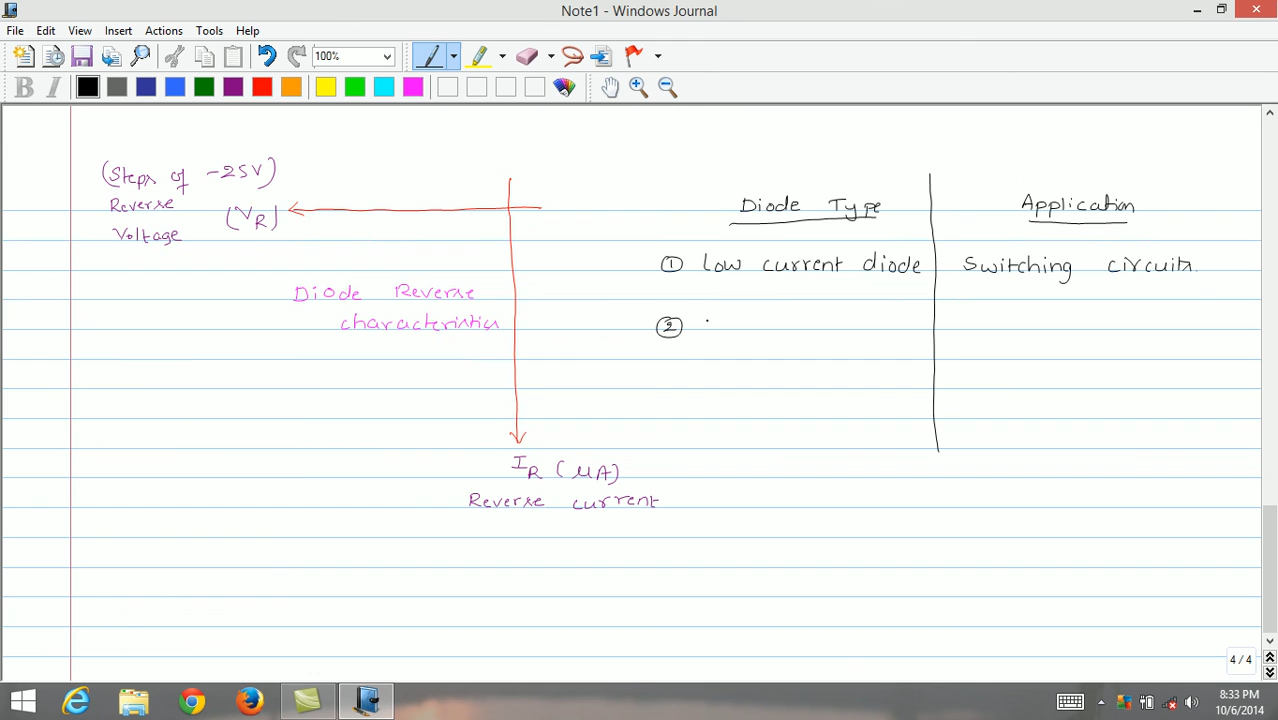 Note1 - Windows Journal
File Edit View Insert Actions Tools Help
100%
B I
(Steps of -25V)
Reverse
Voltage
(VR)
Diode Reverse
characteristics
IR (μA)
Reverse current
Diode Type
Application
① Low current diode
Switching circuits.
②
4 / 4
8:33 PM
10/6/2014